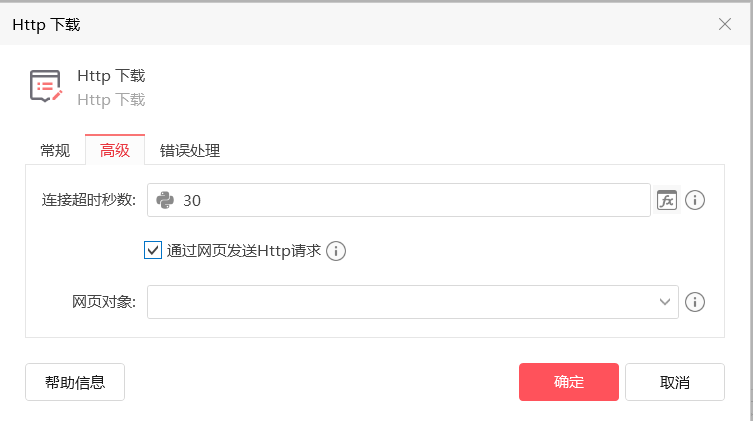 Http 下载
Http 下载
Http 下载
常规 高级 错误处理
连接超时秒数: 30 fx
通过网页发送Http请求
网页对象:
帮助信息 确定 取消